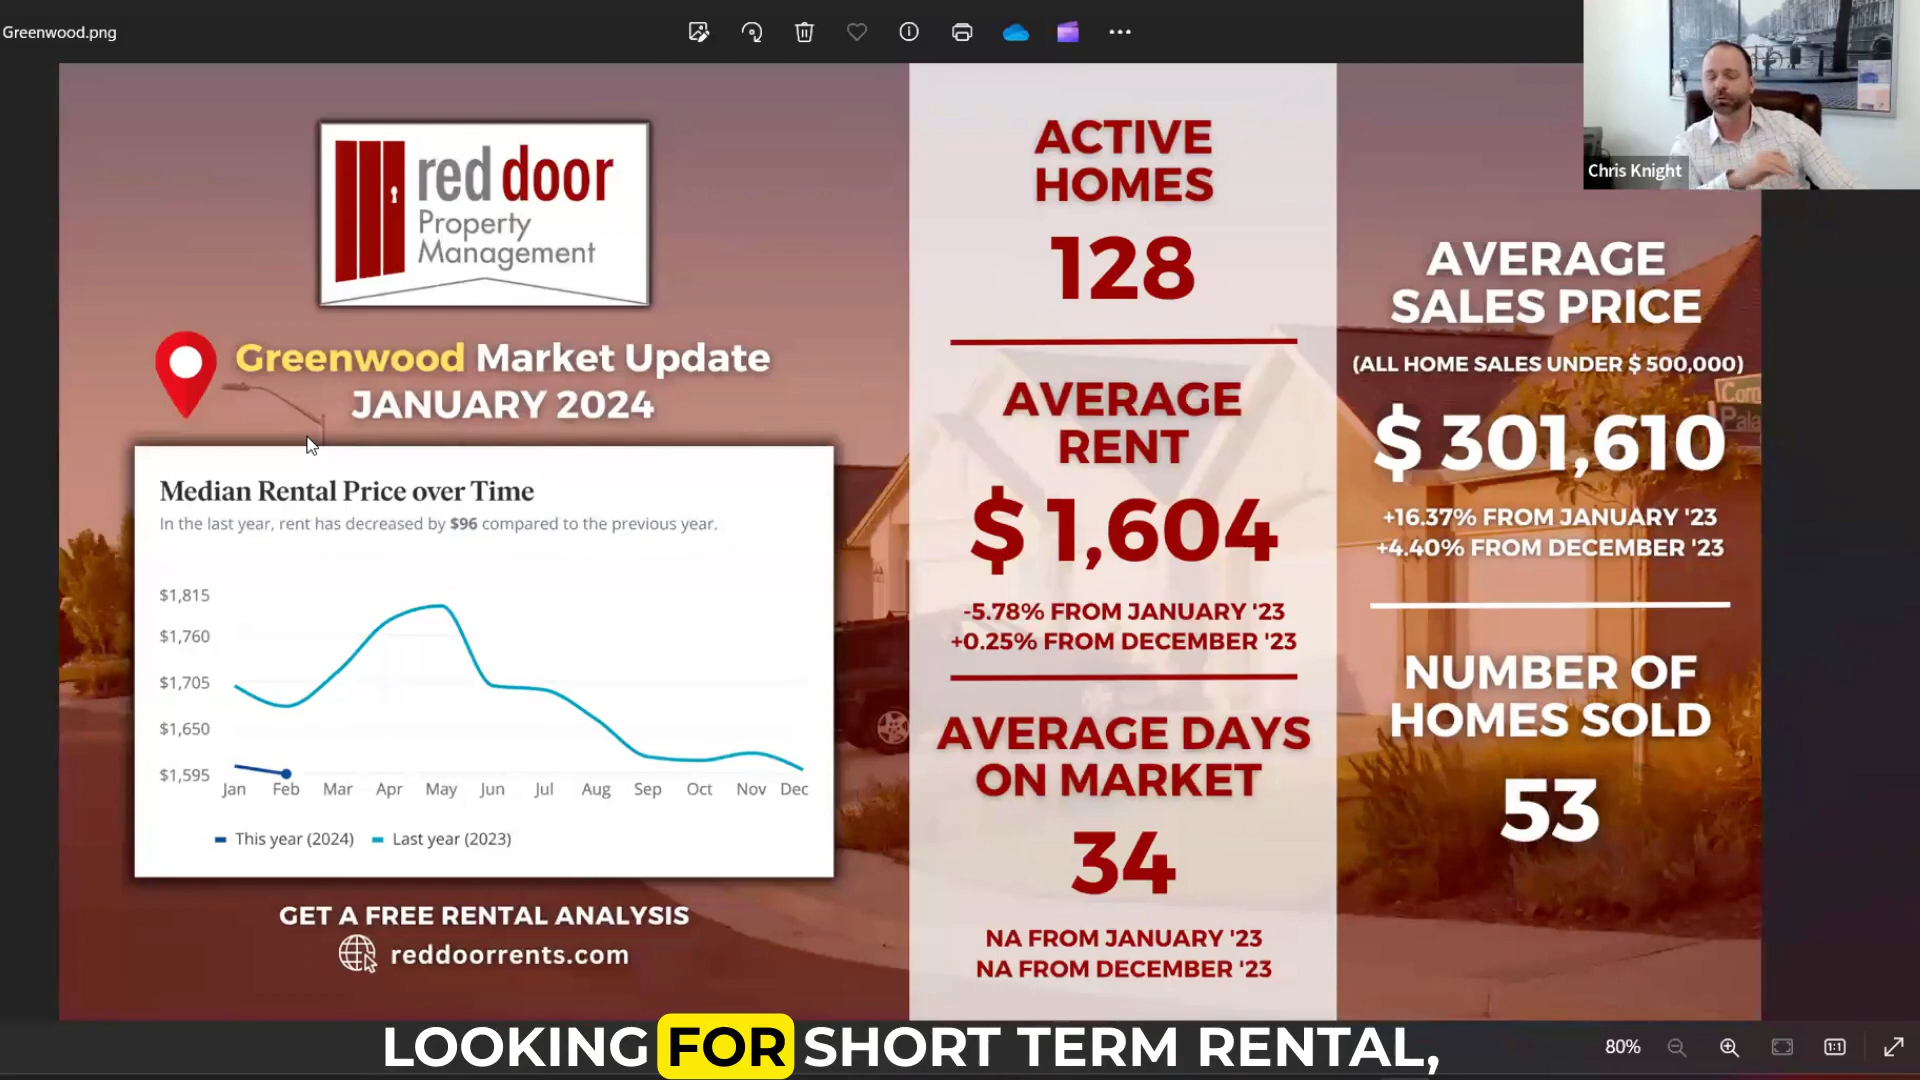 Greenwood.png
red door
Property
Management
Greenwood Market Update
JANUARY 2024
Median Rental Price over Time
In the last year, rent has decreased by $96 compared to the previous year.
$1,815
$1,760
$1,705
$1,650
$1,595
Jan Feb Mar Apr May Jun Jul Aug Sep Oct Nov Dec
This year (2024) Last year (2023)
GET A FREE RENTAL ANALYSIS
reddoorrents.com
ACTIVE
HOMES
128
AVERAGE
RENT
$ 1,604
-5.78% FROM JANUARY '23
+0.25% FROM DECEMBER '23
AVERAGE DAYS
ON MARKET
34
NA FROM JANUARY '23
NA FROM DECEMBER '23
Chris Knight
AVERAGE
SALES PRICE
(ALL HOME SALES UNDER $ 500,000)
$ 301,610
+16.37% FROM JANUARY '23
+4.40% FROM DECEMBER '23
NUMBER OF
HOMES SOLD
53
LOOKING FOR SHORT TERM RENTAL,
80%
1:1